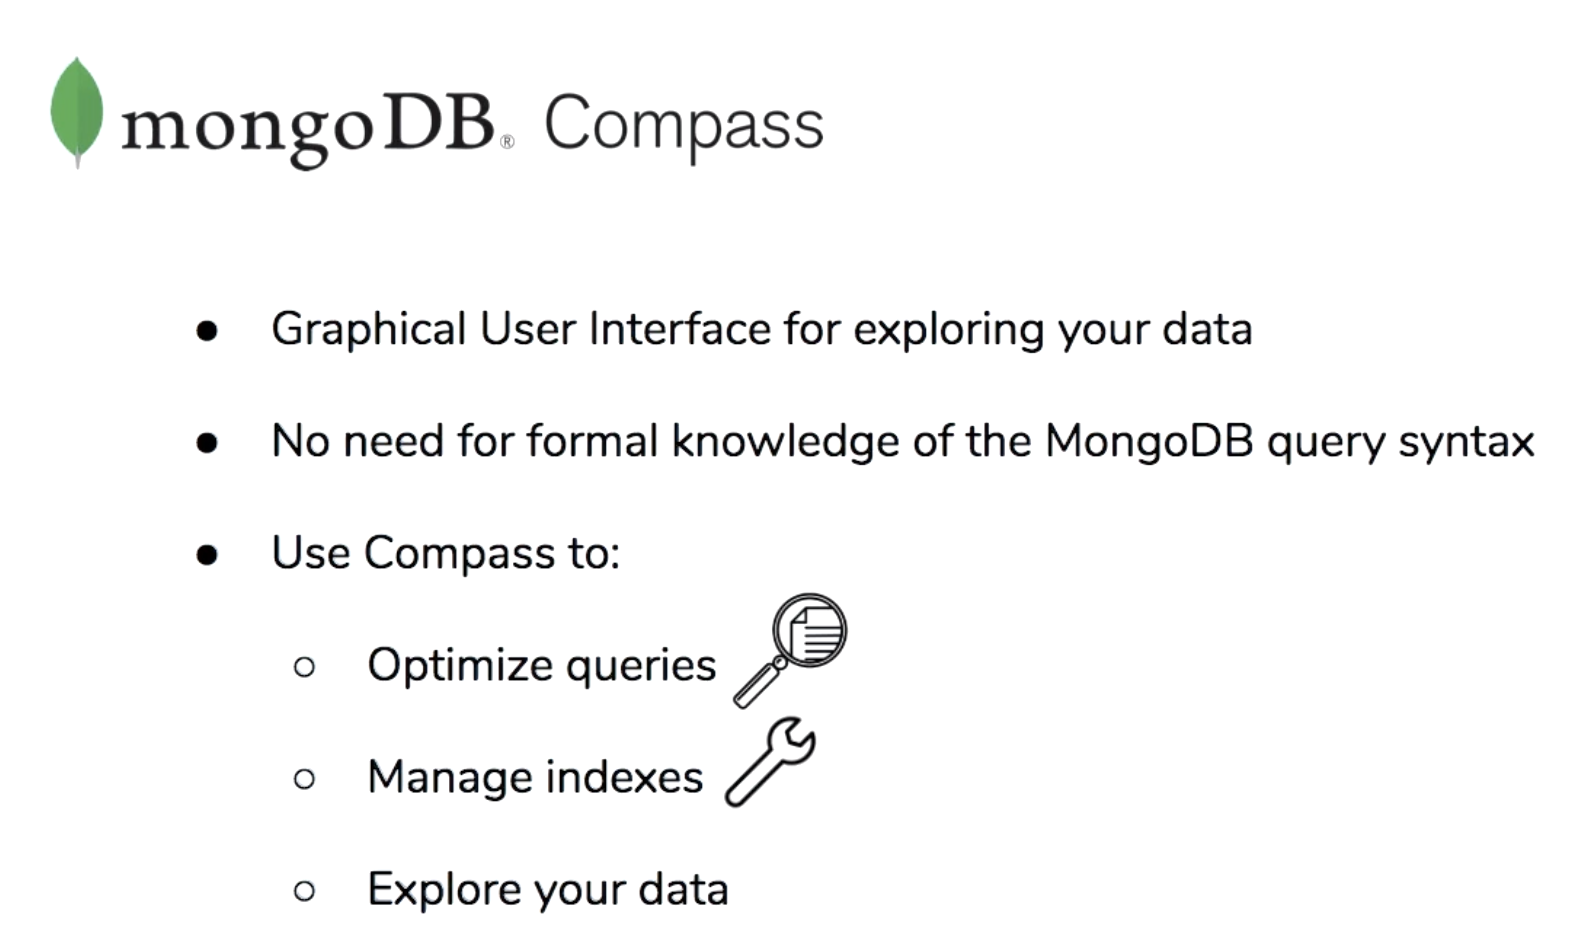 mongoDB® Compass
● Graphical User Interface for exploring your data
● No need for formal knowledge of the MongoDB query syntax
● Use Compass to:
○ Optimize queries
○ Manage indexes
○ Explore your data